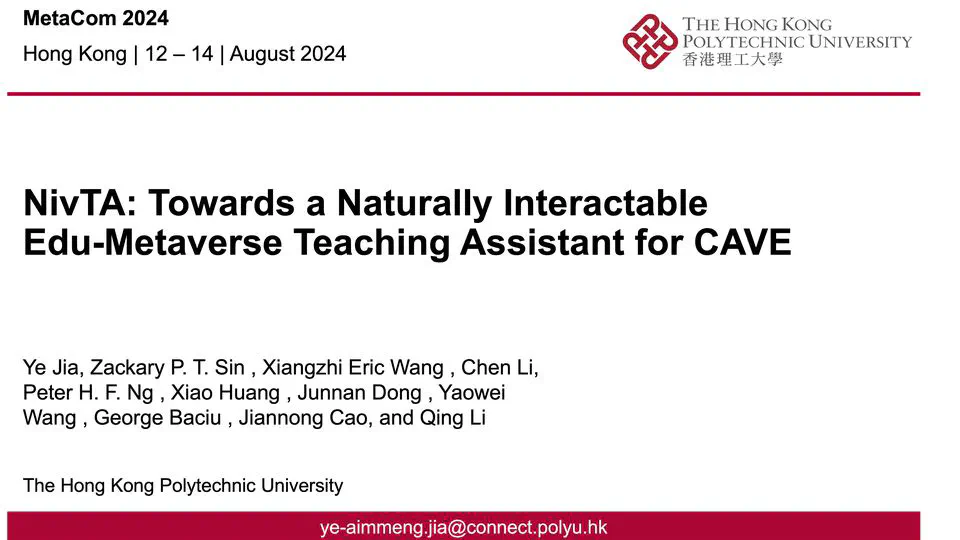 MetaCom 2024
Hong Kong | 12 – 14 | August 2024
THE HONG KONG
POLYTECHNIC UNIVERSITY
香港理工大學
NivTA: Towards a Naturally Interactable
Edu-Metaverse Teaching Assistant for CAVE
Ye Jia, Zackary P. T. Sin , Xiangzhi Eric Wang , Chen Li,
Peter H. F. Ng , Xiao Huang , Junnan Dong , Yaowei
Wang , George Baciu , Jiannong Cao, and Qing Li
The Hong Kong Polytechnic University
ye-aimmeng.jia@connect.polyu.hk